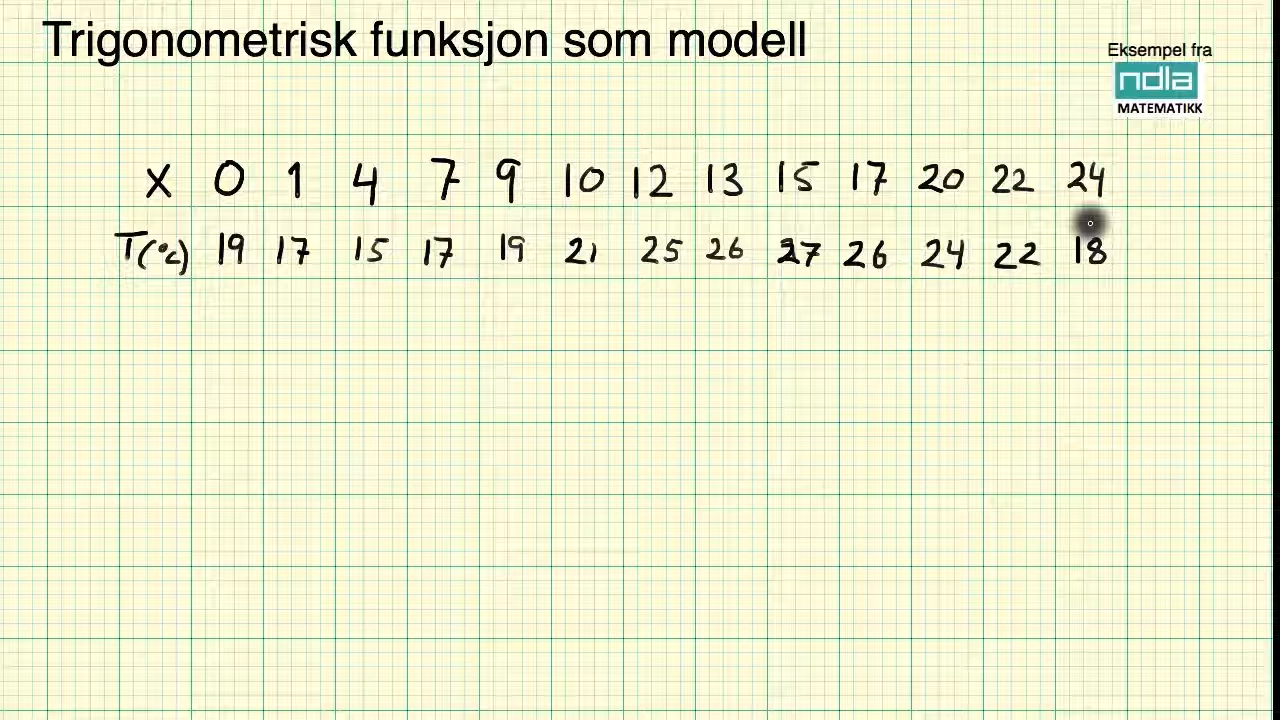 Trigonometrisk funksjon som modell
Eksempel fra
ndla
MATEMATIKK
X 0 1 4 7 9 10 12 13 15 17 20 22 24
T(°C) 19 17 15 17 19 21 25 26 27 26 24 22 18